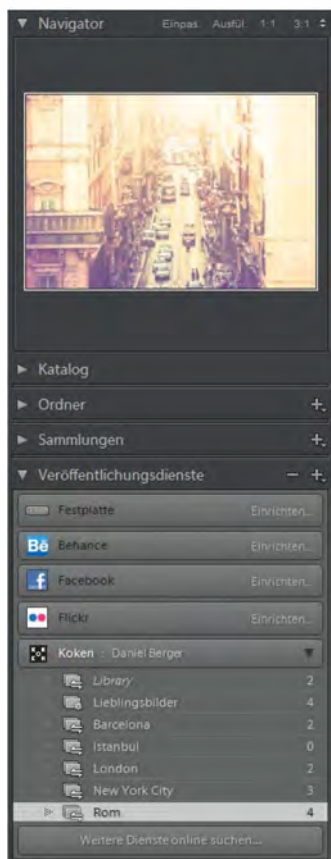 Navigator Einpas. Ausfül. 1:1 3:1
Katalog
Ordner
Sammlungen
Veröffentlichungsdienste
Festplatte Einrichten...
Bē Behance Einrichten...
f Facebook Einrichten...
Flickr Einrichten...
Koken : Daniel Berger
Library 2
Lieblingsbilder 4
Barcelona 2
Istanbul 0
London 2
New York City 3
Rom 4
Weitere Dienste online suchen...